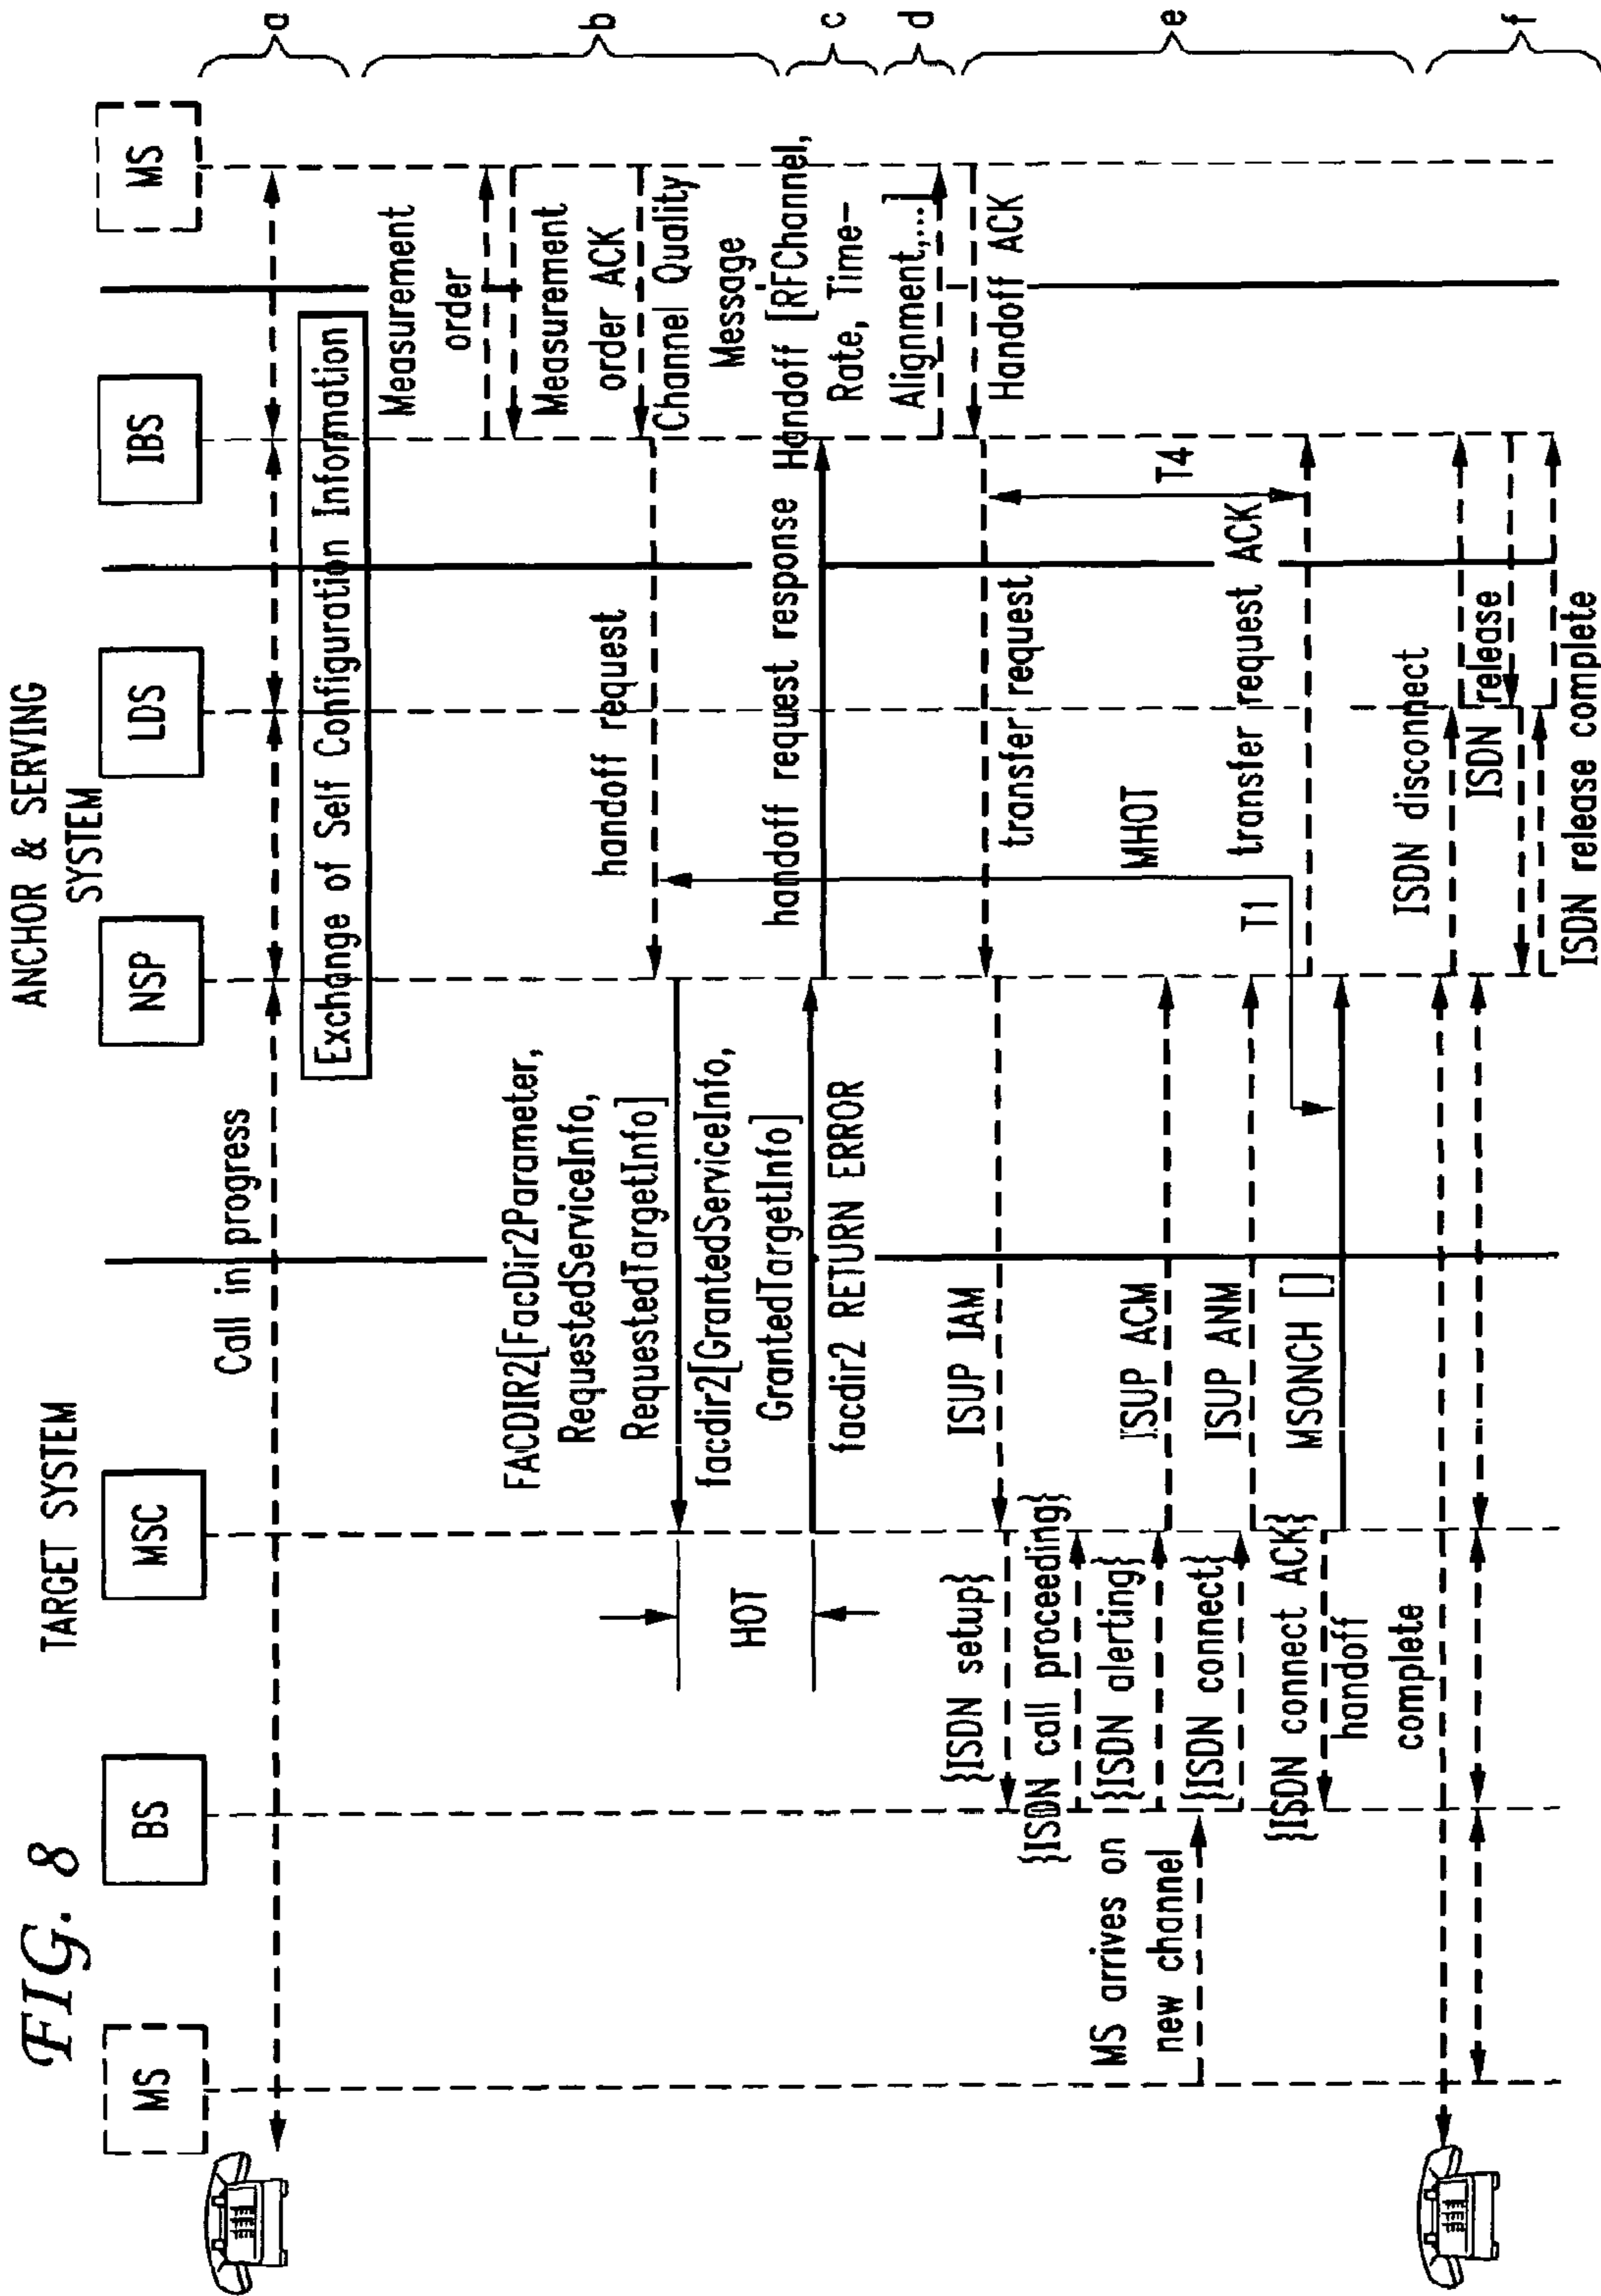 FIG. 8
TARGET SYSTEM
ANCHOR & SERVING
SYSTEM
MS
BS
MSC
NSP
LDS
IBS
MS
Call in progress
a
Exchange of Self Configuration Information
Measurement
order
Measurement
order ACK
Channel Quality
Message
b
handoff request
FACDIR2[FacDir2Parameter,
RequestedServiceInfo,
RequestedTargetInfo]
HOT
facdir2[GrantedServiceInfo,
GrantedTargetInfo]
facdir2 RETURN ERROR
handoff request response
c
Handoff [RFChannel,
Rate, Time-
Alignment,...]
d
Handoff ACK
transfer request
ISUP IAM
{ISDN setup}
{ISDN call proceeding}
{ISDN alerting}
ISUP ACM
MS arrives on
new channel
{ISDN connect}
ISUP ANM
MHOT
T1
T4
e
transfer request ACK
{ISDN connect ACK}
MSONCH []
handoff
complete
ISDN disconnect
ISDN release
ISDN release complete
f